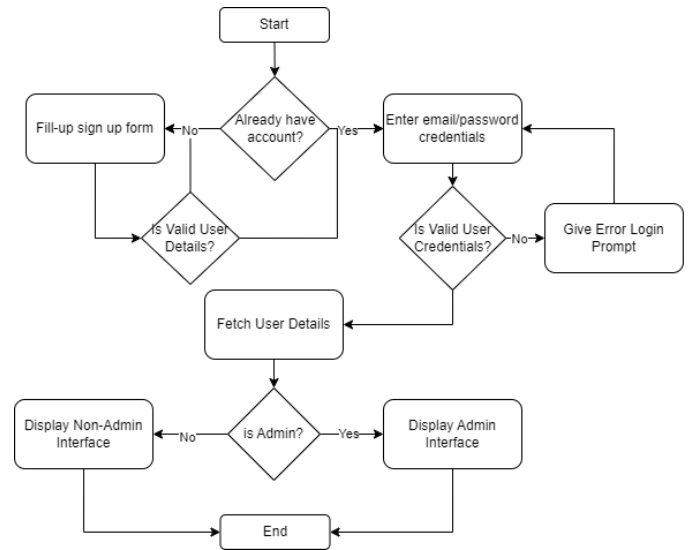 Start
Already have
account?
No
Yes
Fill-up sign up form
Enter email/password
credentials
Is Valid User
Details?
Is Valid User
Credentials?
No
Give Error Login
Prompt
Fetch User Details
is Admin?
No
Yes
Display Non-Admin
Interface
Display Admin
Interface
End